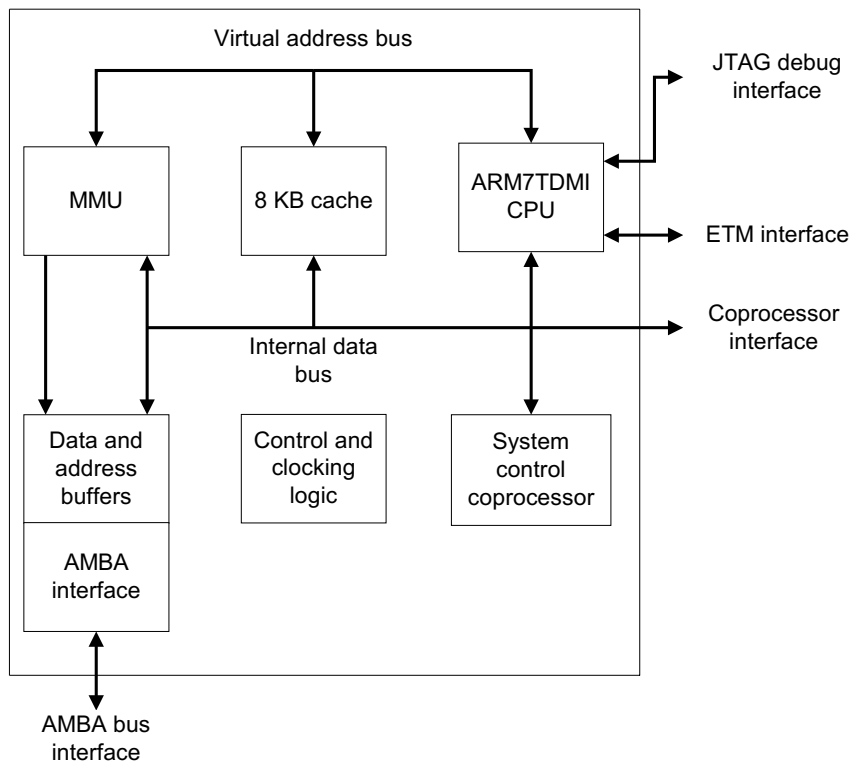 Virtual address bus
JTAG debug
interface
MMU
8 KB cache
ARM7TDMI
CPU
ETM interface
Internal data
bus
Coprocessor
interface
Data and
address
buffers
Control and
clocking
logic
System
control
coprocessor
AMBA
interface
AMBA bus
interface